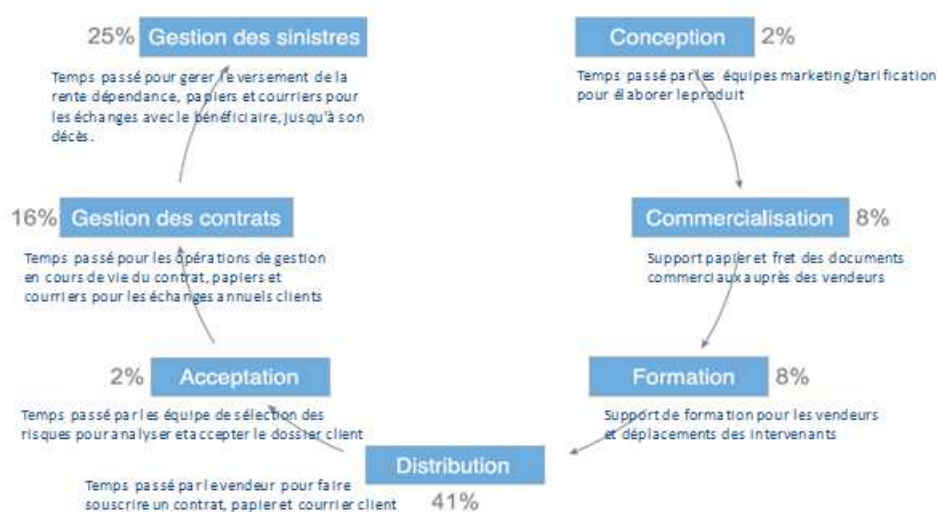 25% Gestion des sinistres
Temps passé pour gerer le versement de la
rente dépendance, papiers et courriers pour
les échanges avec le bénéficiaire, jusqu'à son
décès.
Conception 2%
Temps passé par les équipes marketing/tarification
pour élaborer le produit
16% Gestion des contrats
Temps passé pour les opérations de gestion
en cours de vie du contrat, papiers et
courriers pour les échanges annuels clients
Commercialisation 8%
Support papier et fret des documents
commerciaux auprès des vendeurs
2% Acceptation
Temps passé par les équipe de sélection des
risques pour analyser et accepter le dossier client
Formation 8%
Support de formation pour les vendeurs
et déplacements des intervenants
Distribution
41%
Temps passé par le vendeur pour faire
souscrire un contrat, papier et courrier client